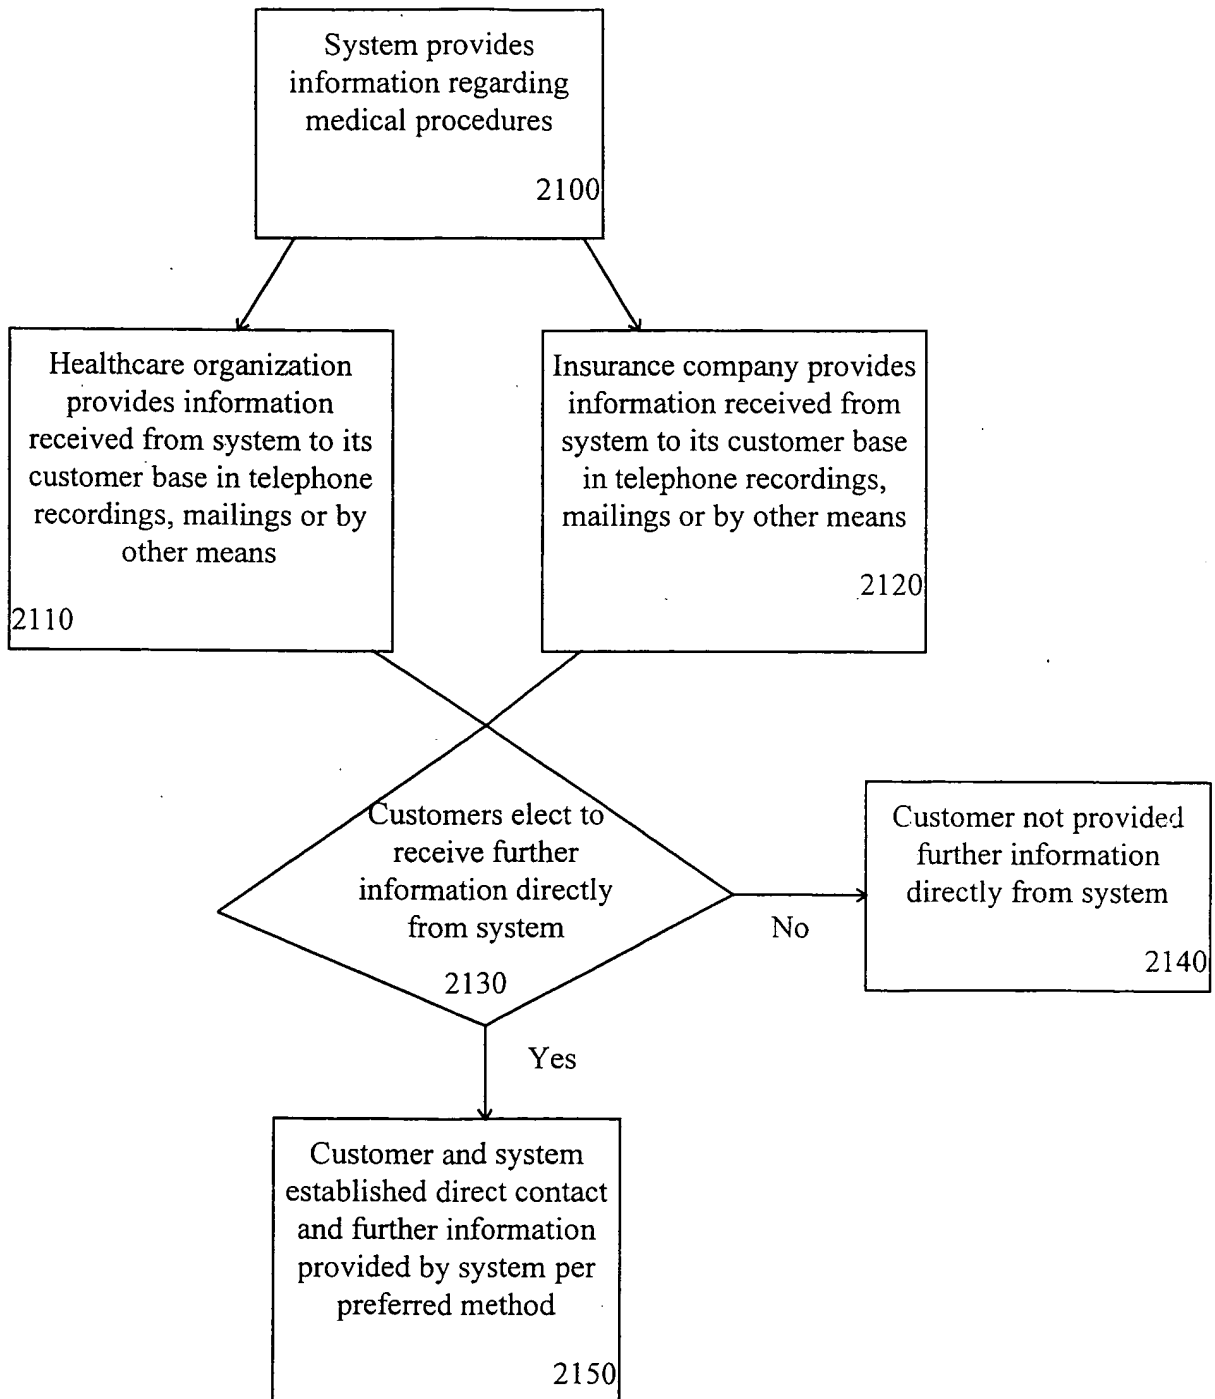 System provides
information regarding
medical procedures
2100
Healthcare organization
provides information
received from system to its
customer base in telephone
recordings, mailings or by
other means
2110
Insurance company provides
information received from
system to its customer base
in telephone recordings,
mailings or by other means
2120
Customers elect to
receive further
information directly
from system
2130
No
Customer not provided
further information
directly from system
2140
Yes
Customer and system
established direct contact
and further information
provided by system per
preferred method
2150